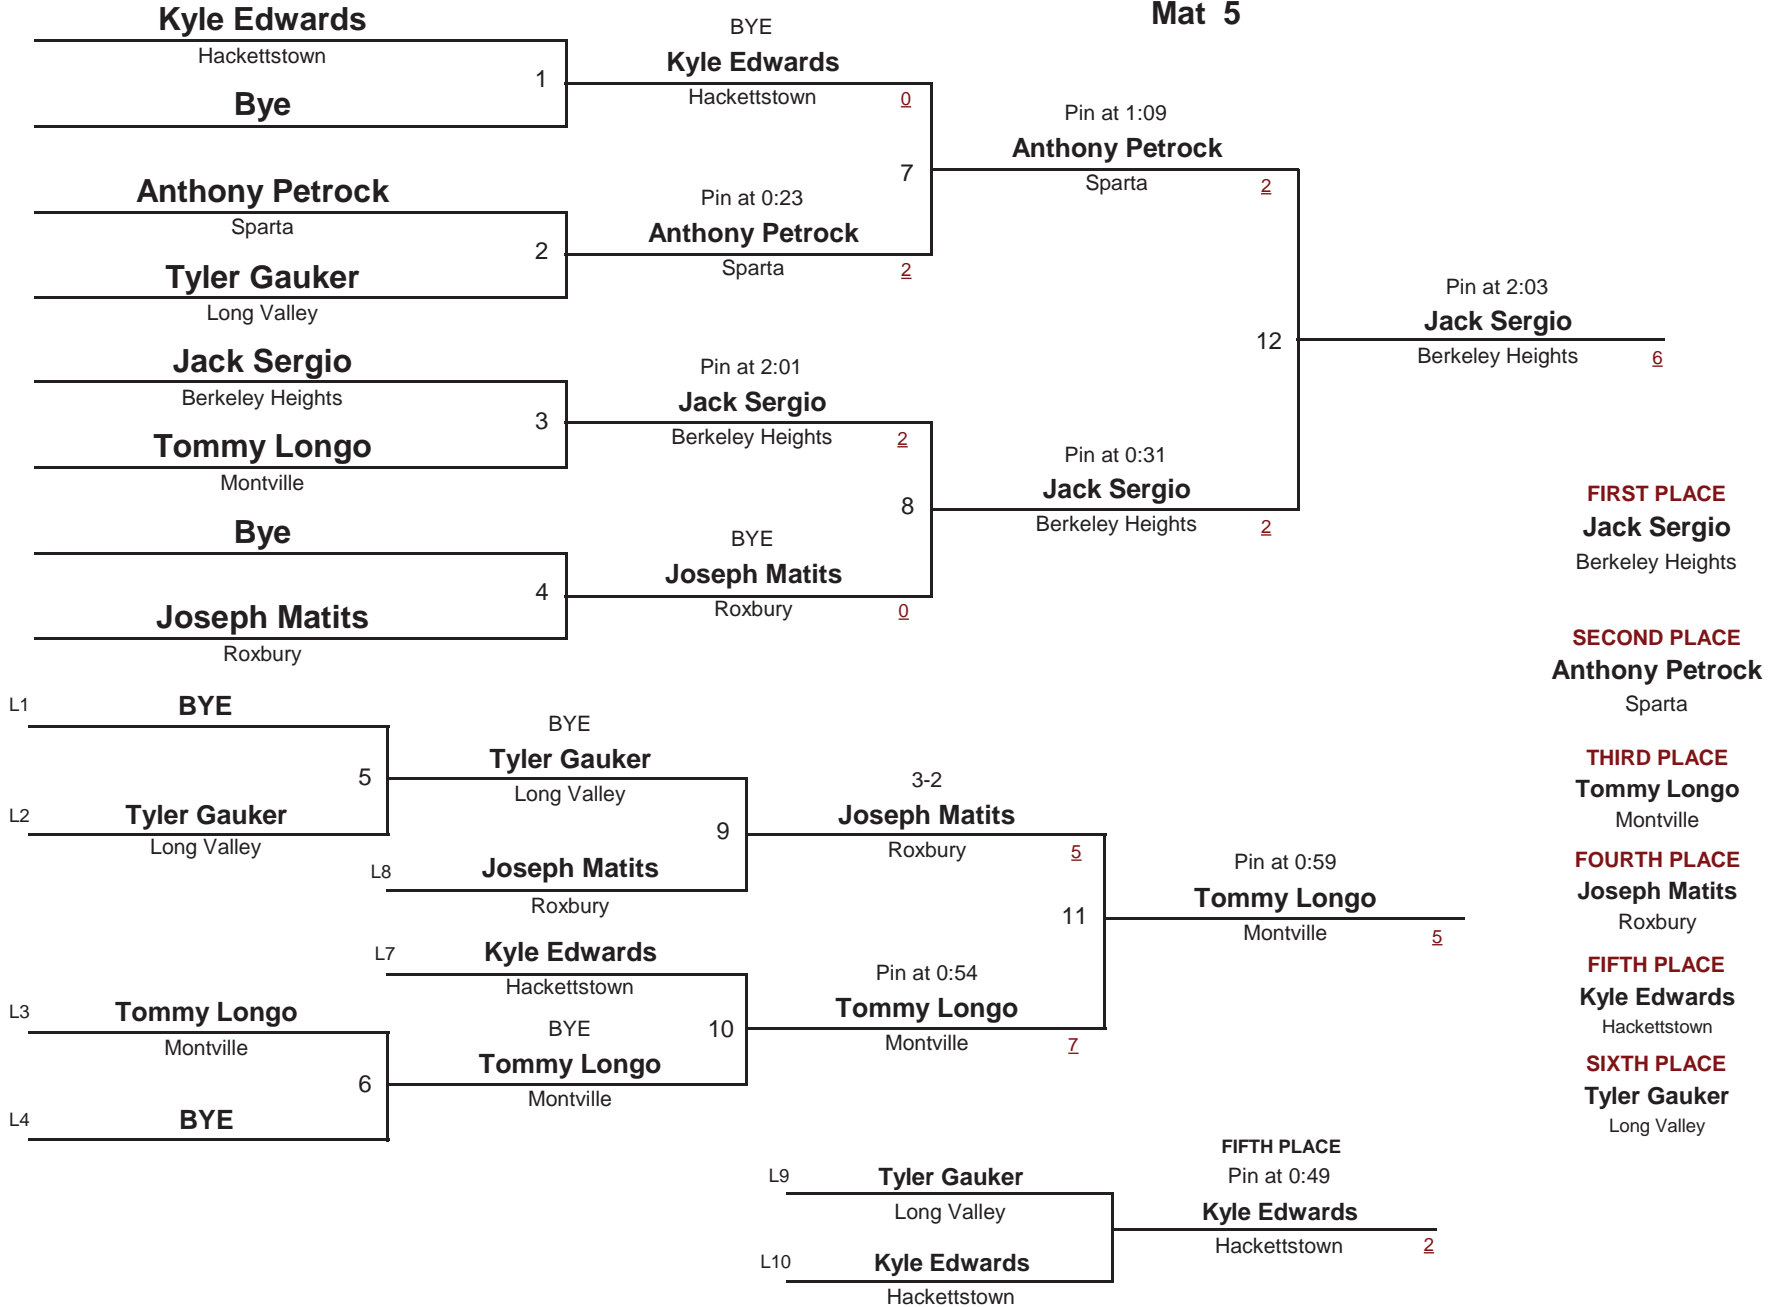 Mat 5
Kyle Edwards
Hackettstown
1
Bye
BYE
Kyle Edwards
Hackettstown
0
Anthony Petrock
Sparta
2
Tyler Gauker
Long Valley
Pin at 0:23
Anthony Petrock
Sparta
2
7
Pin at 1:09
Anthony Petrock
Sparta
2
Jack Sergio
Berkeley Heights
3
Tommy Longo
Montville
Pin at 2:01
Jack Sergio
Berkeley Heights
2
Bye
4
Joseph Matits
Roxbury
BYE
Joseph Matits
Roxbury
0
8
Pin at 0:31
Jack Sergio
Berkeley Heights
2
12
Pin at 2:03
Jack Sergio
Berkeley Heights
6
L1
BYE
5
L2
Tyler Gauker
Long Valley
BYE
Tyler Gauker
Long Valley
9
L8
Joseph Matits
Roxbury
3-2
Joseph Matits
Roxbury
5
L7
Kyle Edwards
Hackettstown
L3
Tommy Longo
Montville
6
L4
BYE
BYE
Tommy Longo
Montville
10
Pin at 0:54
Tommy Longo
Montville
7
11
Pin at 0:59
Tommy Longo
Montville
5
L9
Tyler Gauker
Long Valley
L10
Kyle Edwards
Hackettstown
FIFTH PLACE
Pin at 0:49
Kyle Edwards
Hackettstown
2
FIRST PLACE
Jack Sergio
Berkeley Heights
SECOND PLACE
Anthony Petrock
Sparta
THIRD PLACE
Tommy Longo
Montville
FOURTH PLACE
Joseph Matits
Roxbury
FIFTH PLACE
Kyle Edwards
Hackettstown
SIXTH PLACE
Tyler Gauker
Long Valley